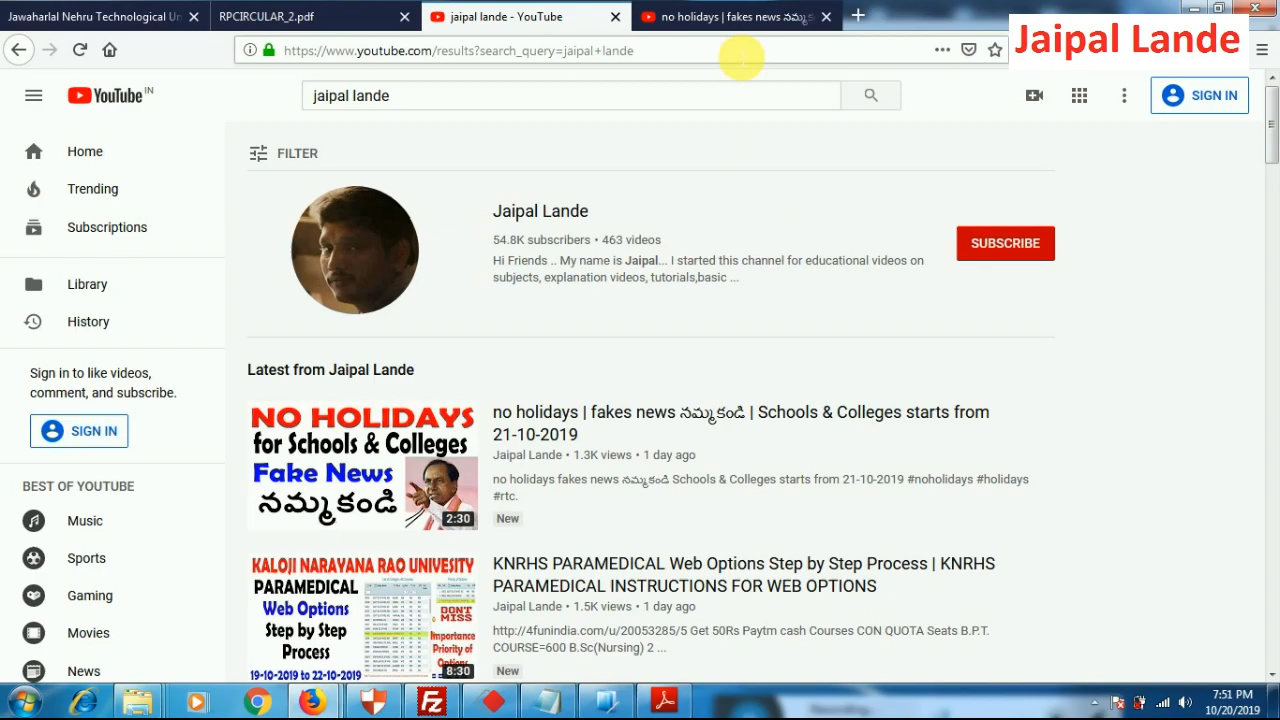 Jawaharlal Nehru Technological Un
RPCIRCULAR_2.pdf
jaipal lande - YouTube
no holidays | fakes news నమ్మక
Jaipal Lande
https://www.youtube.com/results?search_query=jaipal+lande
YouTube IN
jaipal lande
SIGN IN
Home
Trending
Subscriptions
Library
History
Sign in to like videos,
comment, and subscribe.
SIGN IN
BEST OF YOUTUBE
Music
Sports
Gaming
Movies
News
FILTER
Jaipal Lande
54.8K subscribers • 463 videos
Hi Friends .. My name is Jaipal... I started this channel for educational videos on
subjects, explanation videos, tutorials,basic ...
SUBSCRIBE
Latest from Jaipal Lande
NO HOLIDAYS
for Schools & Colleges
Fake News
నమ్మకండి
2:30
no holidays | fakes news నమ్మకండి | Schools & Colleges starts from
21-10-2019
Jaipal Lande • 1.3K views • 1 day ago
no holidays fakes news నమ్మకండి Schools & Colleges starts from 21-10-2019 #noholidays #holidays
#rtc.
New
KALOJI NARAYANA RAO UNIVESITY
PARAMEDICAL
Web Options
Step by Step
Process
19-10-2019 to 22-10-2019
DONT
MISS
Importance
Priority of
Options
8:30
KNRHS PARAMEDICAL Web Options Step by Step Process | KNRHS
PARAMEDICAL INSTRUCTIONS FOR WEB OPTIONS
Jaipal Lande • 1.5K views • 1 day ago
http://4funindia.com/u/20055285/5 Get 50Rs Paytm cash
CON QUOTA Seats B.P.T.
COURSE=600 B.Sc(Nursing) 2 ...
New
7:51 PM
10/20/2019